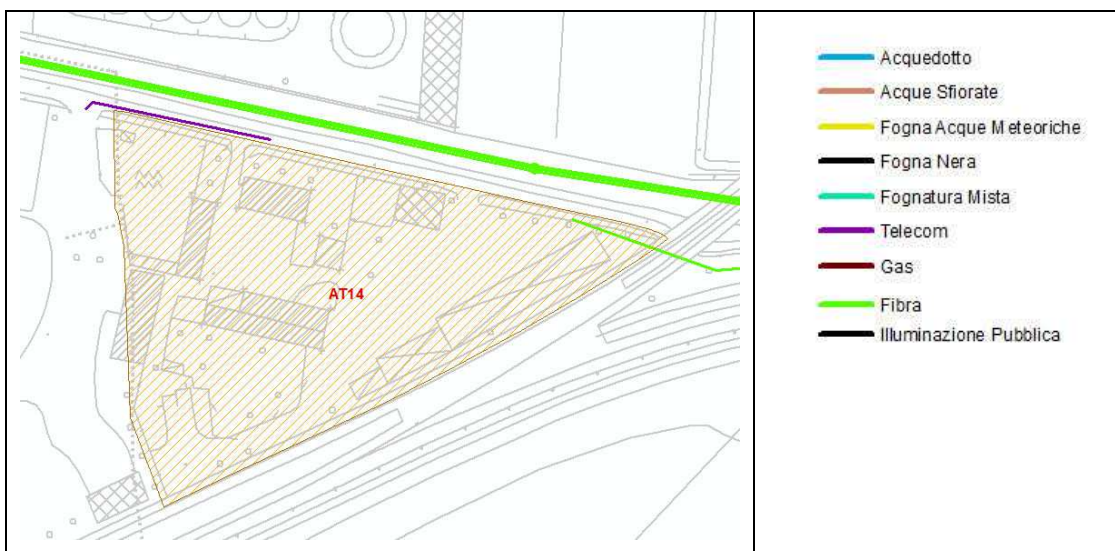 AT14
Acquedotto
Acque Sfiorate
Fogna Acque Meteoriche
Fogna Nera
Fognatura Mista
Telecom
Gas
Fibra
Illuminazione Pubblica